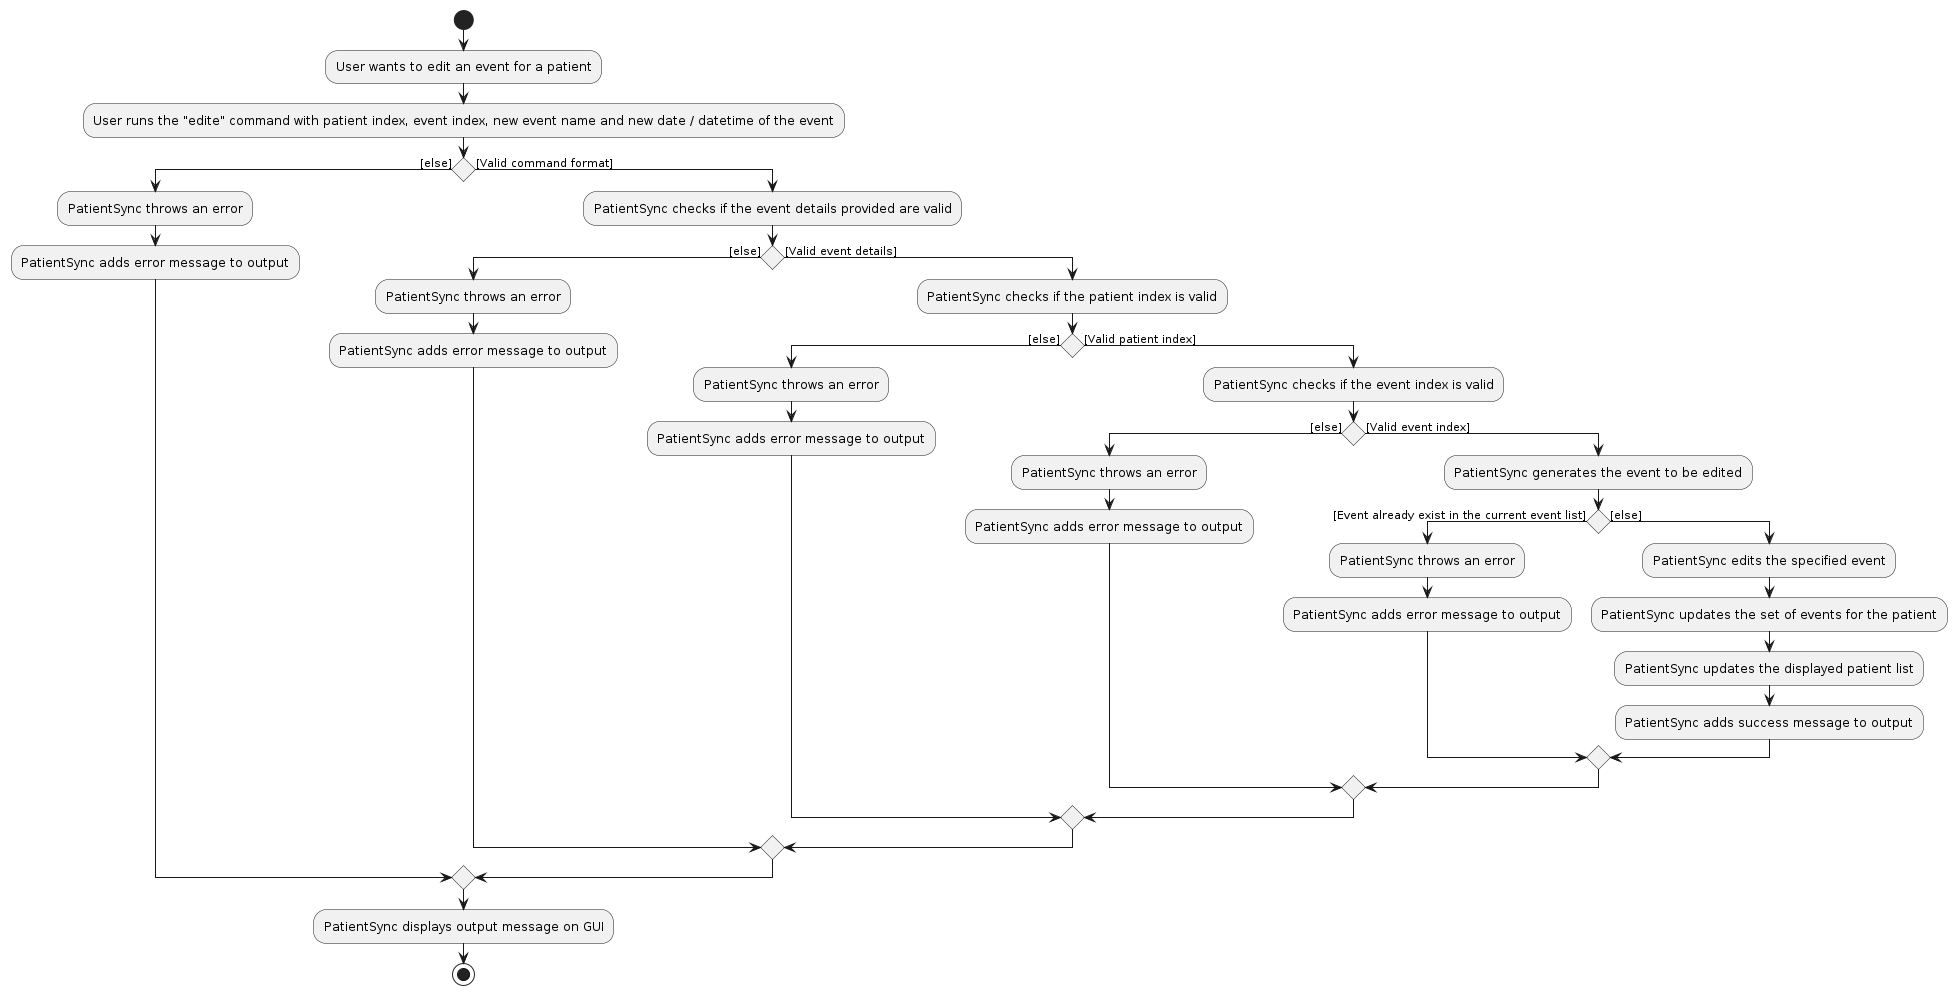 User wants to edit an event for a patient
User runs the "edite" command with patient index, event index, new event name and new date / datetime of the event
[else]
[Valid command format]
PatientSync throws an error
PatientSync adds error message to output
PatientSync checks if the event details provided are valid
[else]
[Valid event details]
PatientSync throws an error
PatientSync adds error message to output
PatientSync checks if the patient index is valid
[else]
[Valid patient index]
PatientSync throws an error
PatientSync adds error message to output
PatientSync checks if the event index is valid
[else]
[Valid event index]
PatientSync throws an error
PatientSync adds error message to output
PatientSync generates the event to be edited
[Event already exist in the current event list]
[else]
PatientSync throws an error
PatientSync adds error message to output
PatientSync edits the specified event
PatientSync updates the set of events for the patient
PatientSync updates the displayed patient list
PatientSync adds success message to output
PatientSync displays output message on GUI